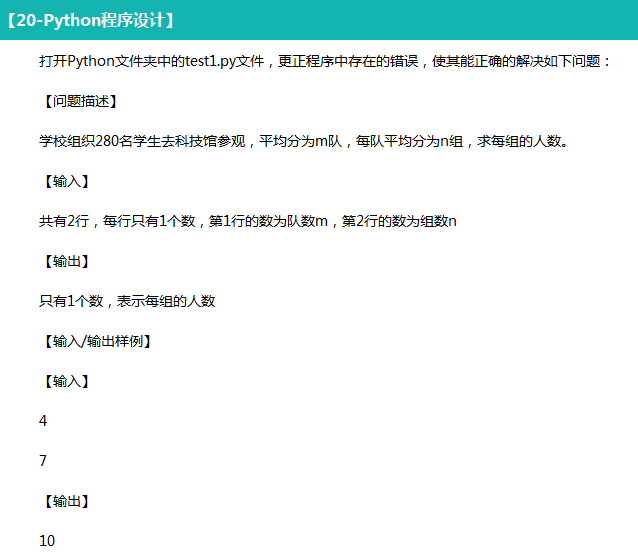 【20-Python程序设计】
打开Python文件夹中的test1.py文件，更正程序中存在的错误，使其能正确的解决如下问题：
【问题描述】
学校组织280名学生去科技馆参观，平均分为m队，每队平均分为n组，求每组的人数。
【输入】
共有2行，每行只有1个数，第1行的数为队数m，第2行的数为组数n
【输出】
只有1个数，表示每组的人数
【输入/输出样例】
【输入】
4
7
【输出】
10